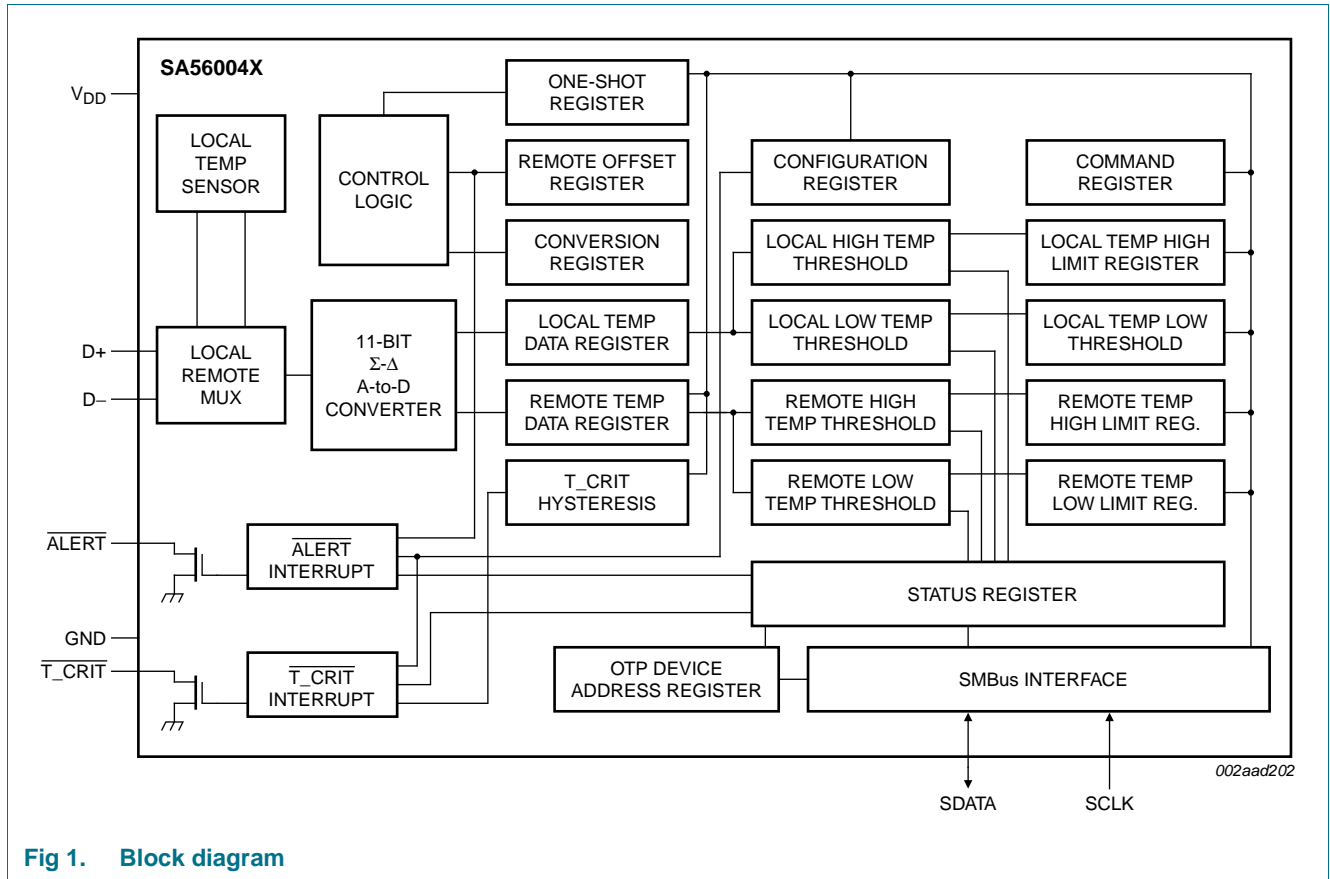 SA56004X
V_DD
LOCAL
TEMP
SENSOR
CONTROL
LOGIC
ONE-SHOT
REGISTER
REMOTE OFFSET
REGISTER
CONVERSION
REGISTER
CONFIGURATION
REGISTER
COMMAND
REGISTER
LOCAL HIGH TEMP
THRESHOLD
LOCAL TEMP HIGH
LIMIT REGISTER
D+
D−
LOCAL
REMOTE
MUX
11-BIT
Σ-Δ
A-to-D
CONVERTER
LOCAL TEMP
DATA REGISTER
LOCAL LOW TEMP
THRESHOLD
LOCAL TEMP LOW
THRESHOLD
REMOTE TEMP
DATA REGISTER
REMOTE HIGH
TEMP THRESHOLD
REMOTE TEMP
HIGH LIMIT REG.
T_CRIT
HYSTERESIS
REMOTE LOW
TEMP THRESHOLD
REMOTE TEMP
LOW LIMIT REG.
ALERT
ALERT
INTERRUPT
STATUS REGISTER
GND
T_CRIT
T_CRIT
INTERRUPT
OTP DEVICE
ADDRESS REGISTER
SMBus INTERFACE
002aad202
SDATA
SCLK
Fig 1. Block diagram